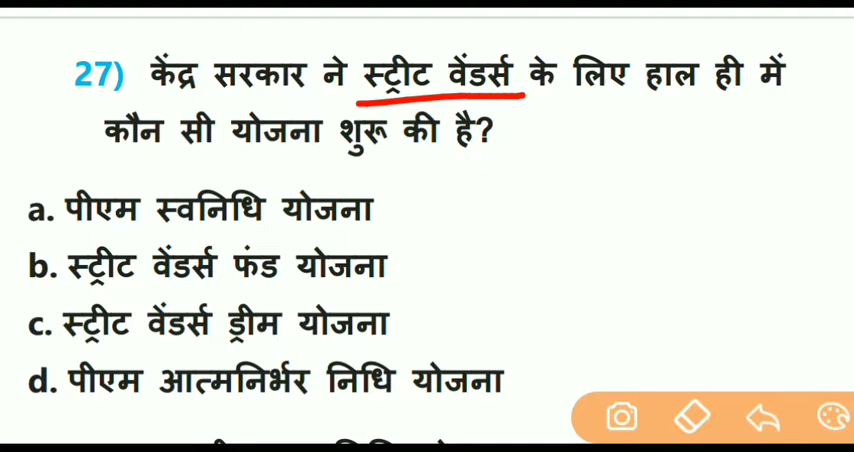 27) केंद्र सरकार ने स्ट्रीट वेंडर्स के लिए हाल ही में
कौन सी योजना शुरू की है?
a. पीएम स्वनिधि योजना
b. स्ट्रीट वेंडर्स फंड योजना
c. स्ट्रीट वेंडर्स ड्रीम योजना
d. पीएम आत्मनिर्भर निधि योजना